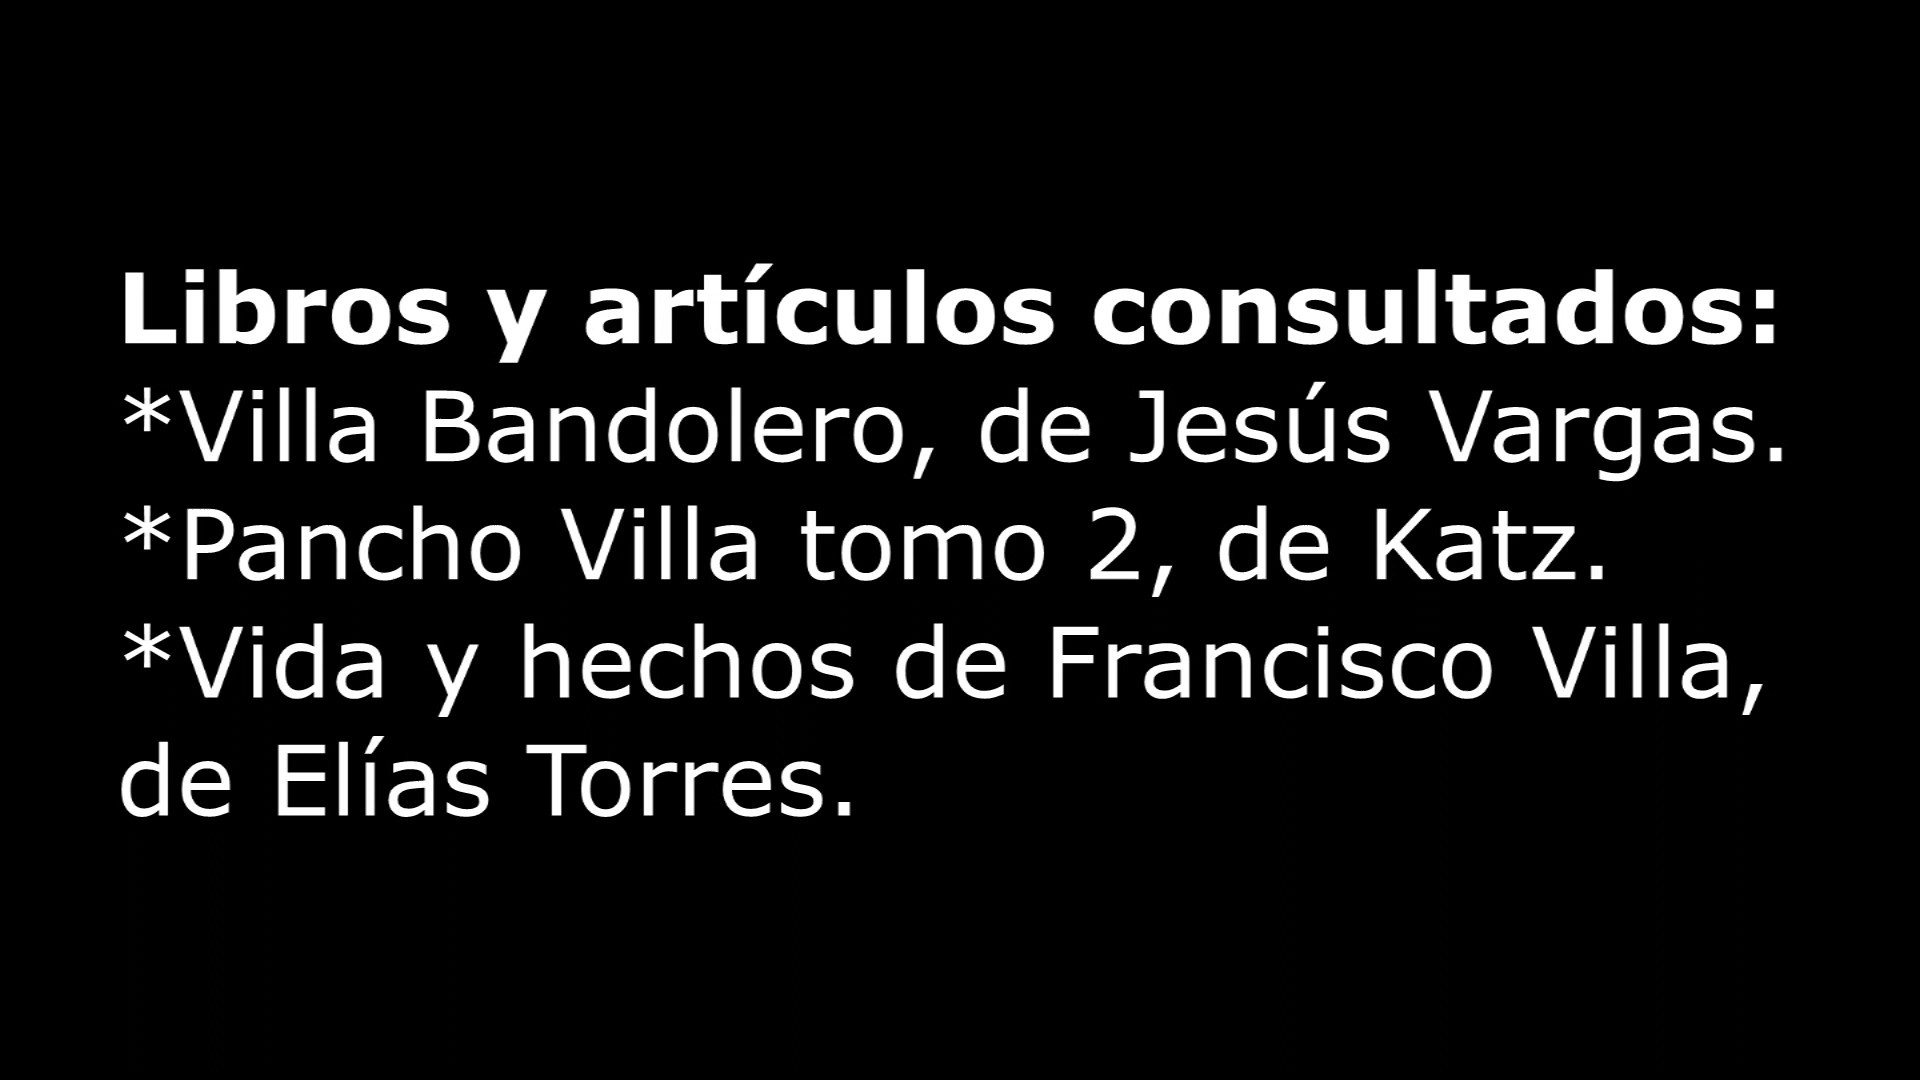 Libros y artículos consultados:
*Villa Bandolero, de Jesús Vargas.
*Pancho Villa tomo 2, de Katz.
*Vida y hechos de Francisco Villa,
de Elías Torres.